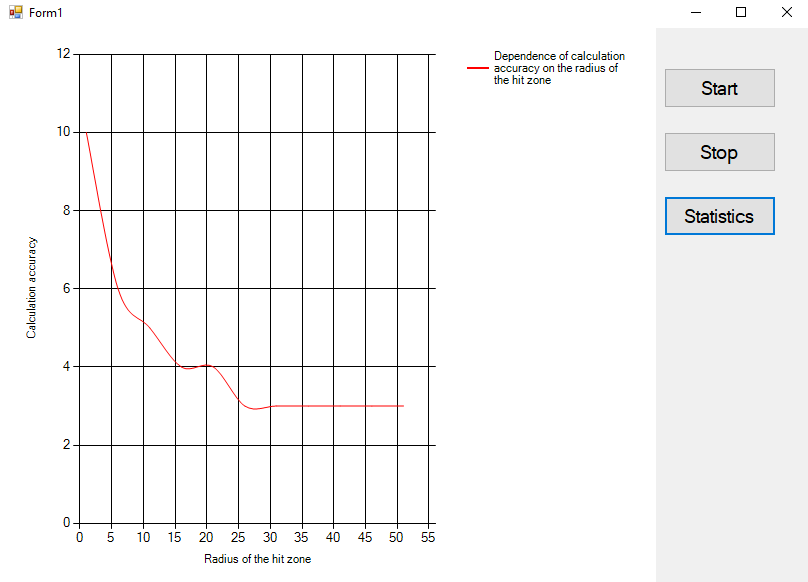 Form1
12
10
8
6
4
2
0
Calculation accuracy
0 5 10 15 20 25 30 35 40 45 50 55
Radius of the hit zone
Dependence of calculation
accuracy on the radius of
the hit zone
Start
Stop
Statistics